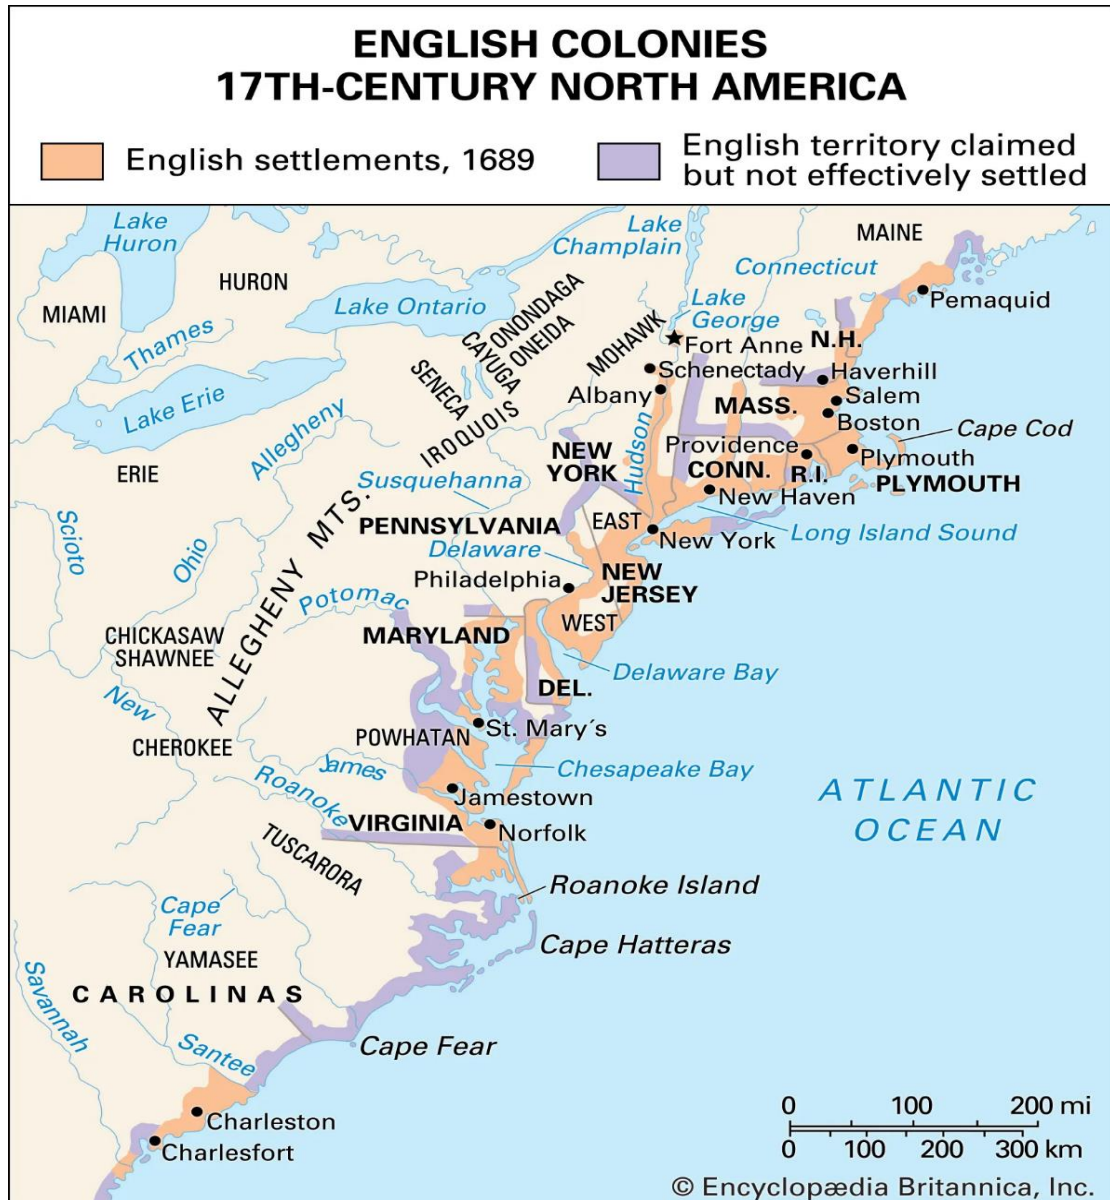 ENGLISH COLONIES
17TH-CENTURY NORTH AMERICA
English settlements, 1689
English territory claimed
but not effectively settled
Lake
Huron
Lake
Champlain
MAINE
Connecticut
HURON
MIAMI
Lake Ontario
ONONDAGA
Pemaquid
Lake
George
Thames
CAYUGA
ONEIDA
MOHAWK
Fort Anne
N.H.
SENECA
Schenectady
Haverhill
Lake Erie
Albany
MASS.
Salem
Boston
Allegheny
IROQUOIS
Hudson
Providence
Cape Cod
NEW
YORK
CONN.
R.I.
Plymouth
PLYMOUTH
ERIE
Susquehanna
New Haven
Scioto
Ohio
ALLEGHENY MTS.
PENNSYLVANIA
EAST
New York
Long Island Sound
Delaware
Philadelphia
NEW
JERSEY
Potomac
WEST
CHICKASAW
SHAWNEE
MARYLAND
Delaware Bay
DEL.
New
CHEROKEE
POWHATAN
St. Mary´s
Roanoke
James
Chesapeake Bay
Jamestown
ATLANTIC
OCEAN
VIRGINIA
Norfolk
TUSCARORA
Roanoke Island
Cape
Fear
Cape Hatteras
YAMASEE
Savannah
CAROLINAS
Santee
Cape Fear
Charleston
Charlesfort
0 100 200 mi
0 100 200 300 km
© Encyclopædia Britannica, Inc.